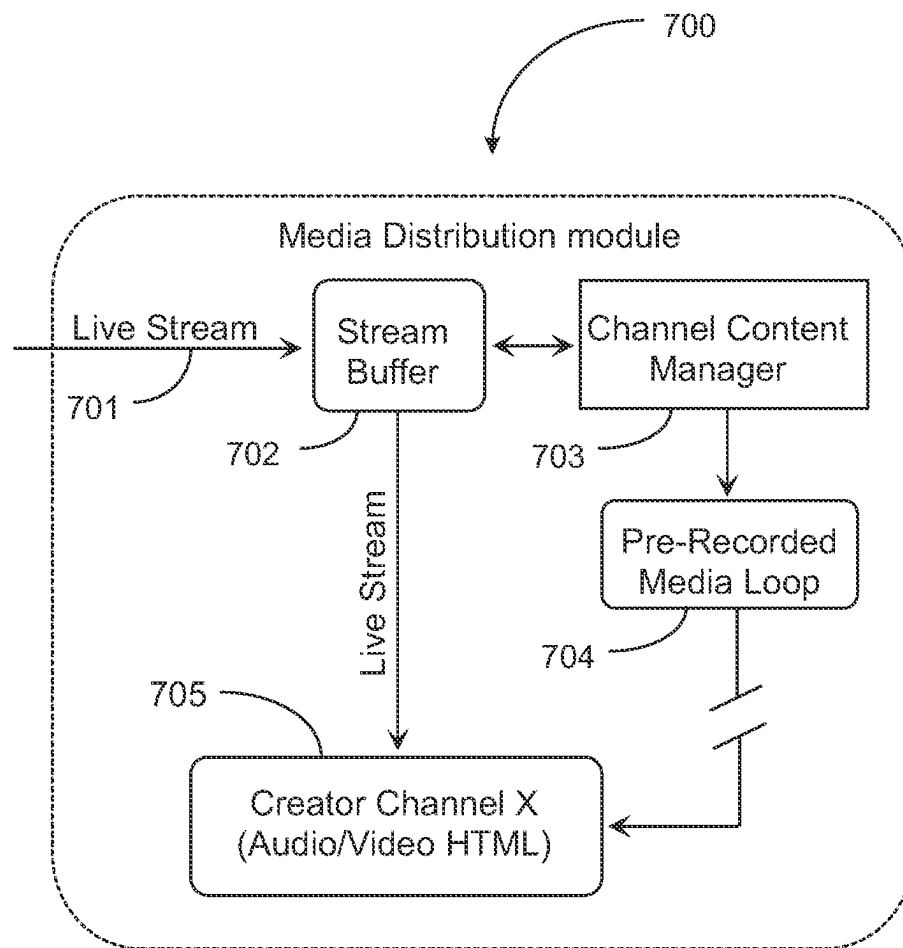 700
Media Distribution module
Live Stream
701
Stream
Buffer
702
Channel Content
Manager
703
Live Stream
Pre-Recorded
Media Loop
704
705
Creator Channel X
(Audio/Video HTML)